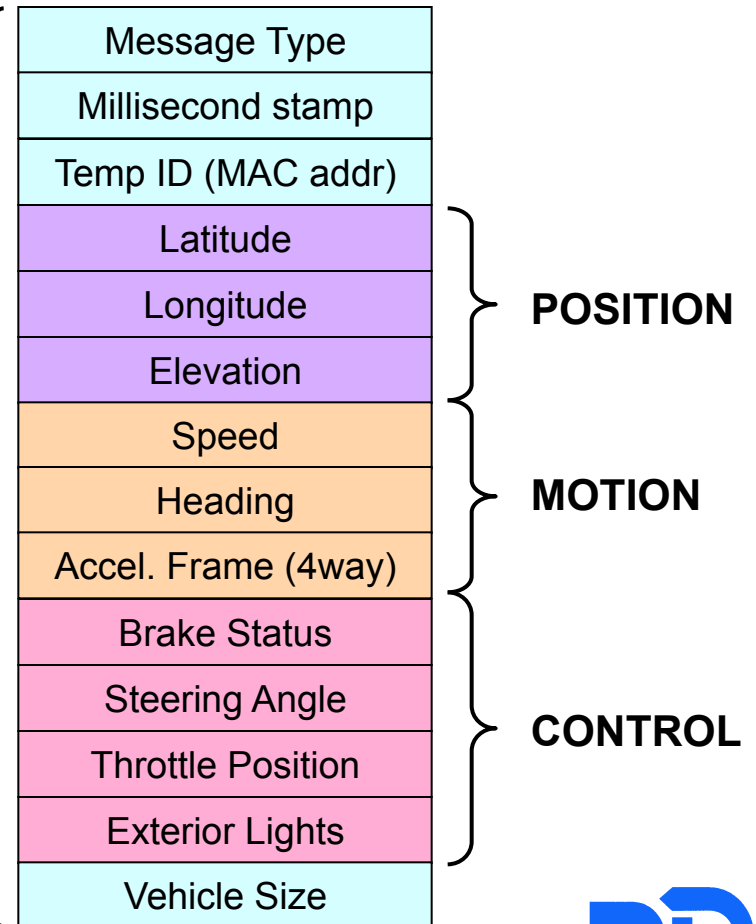 Message Type
Millisecond stamp
Temp ID (MAC addr)
Latitude
Longitude
Elevation
POSITION
Speed
Heading
Accel. Frame (4way)
MOTION
Brake Status
Steering Angle
Throttle Position
Exterior Lights
CONTROL
Vehicle Size